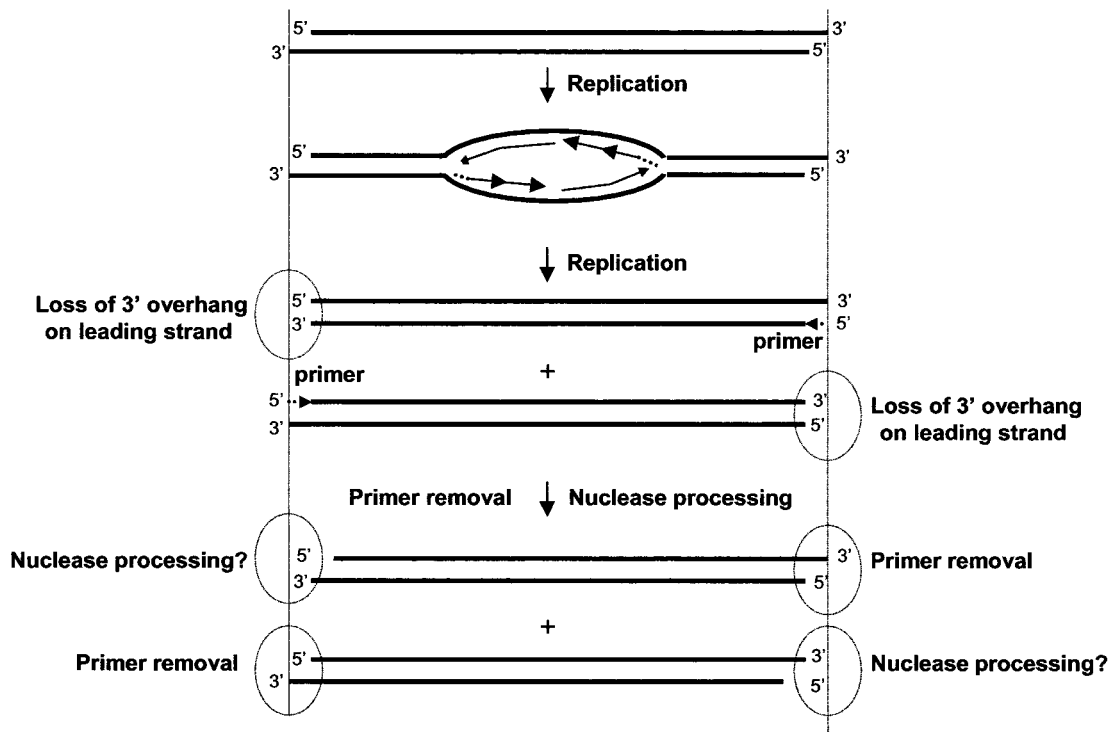 5’ 3’
3’ 5’
Replication
5’ 3’
3’ 5’
Replication
Loss of 3’ overhang
on leading strand
5’ 3’
3’ 5’
primer
+
primer
5’ 3’
3’ 5’
Loss of 3’ overhang
on leading strand
Primer removal Nuclease processing
Nuclease processing?
5’ 3’
3’ 5’
Primer removal
+
Primer removal
5’ 3’
3’ 5’
Nuclease processing?